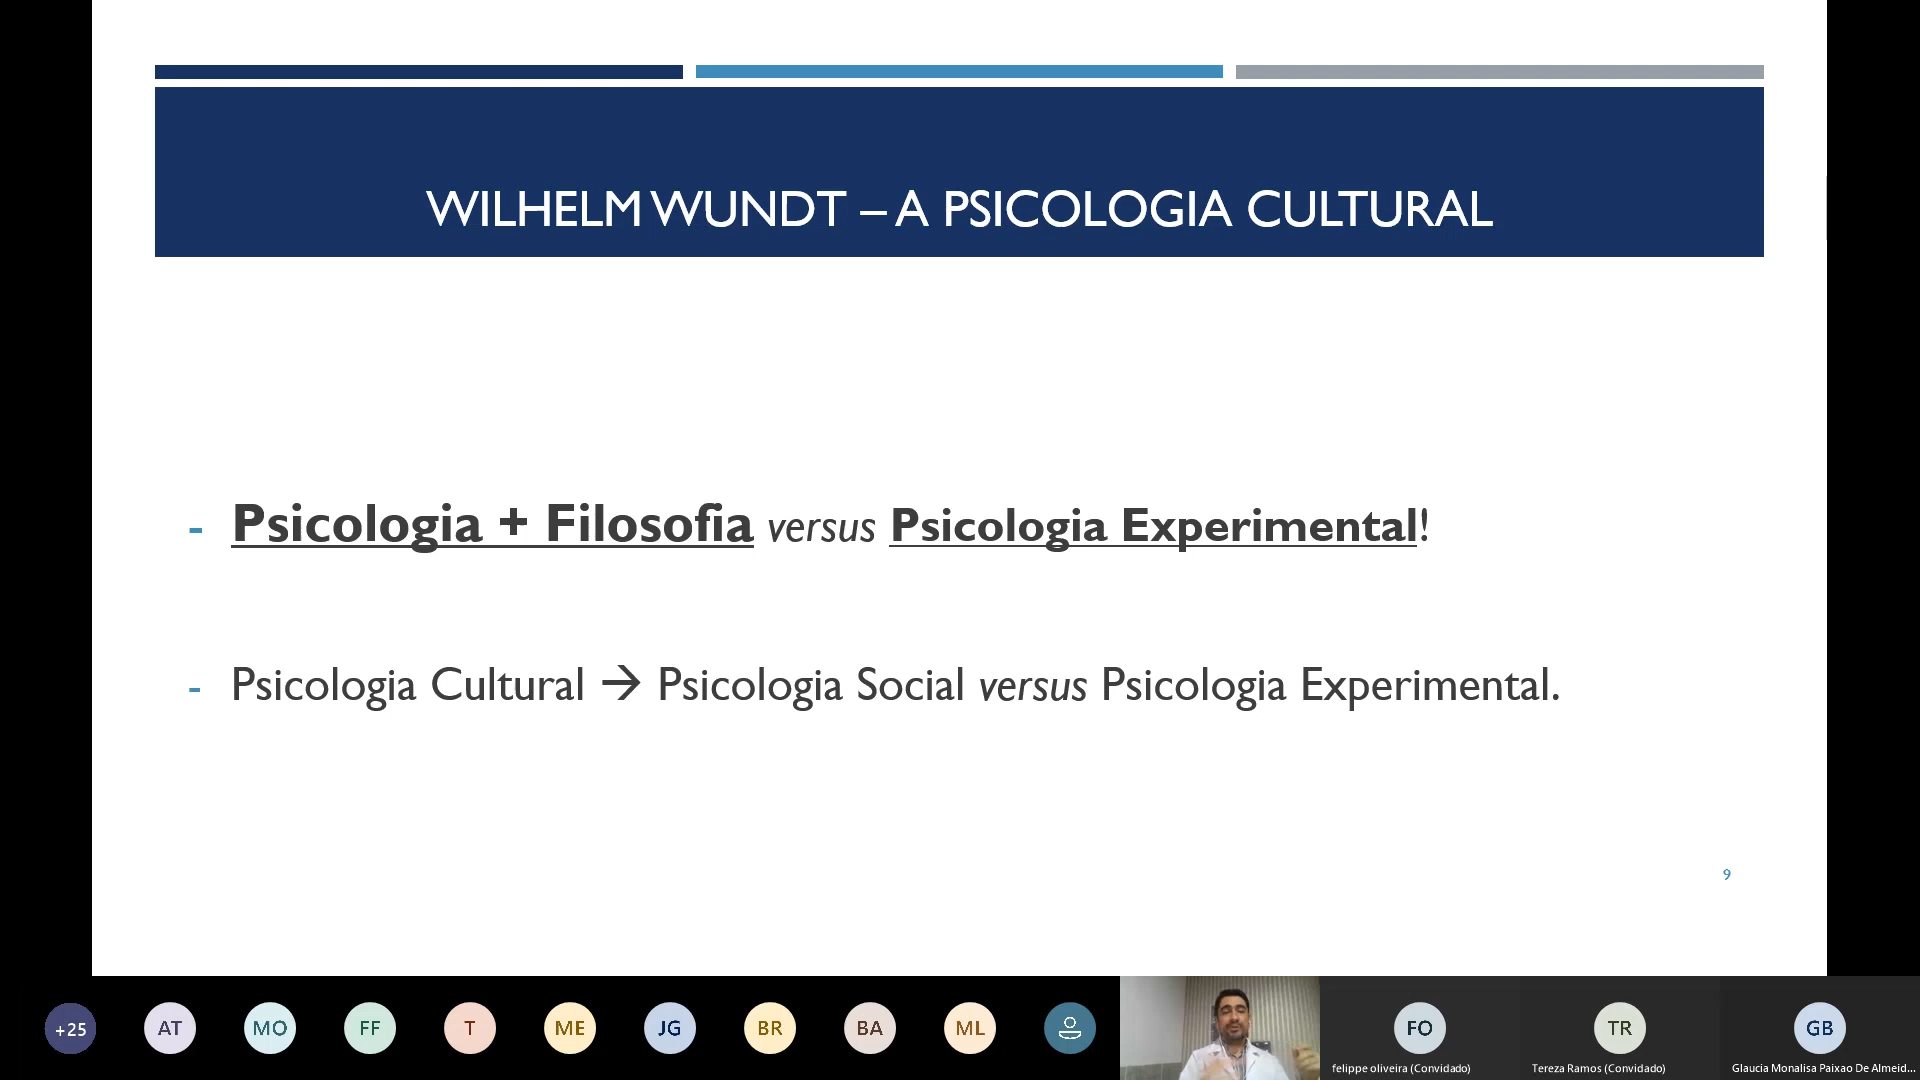 WILHELM WUNDT – A PSICOLOGIA CULTURAL
- Psicologia + Filosofia versus Psicologia Experimental!
- Psicologia Cultural → Psicologia Social versus Psicologia Experimental.
9
+25
AT
MO
FF
T
ME
JG
BR
BA
ML
FO
TR
GB
felippe oliveira (Convidado)
Tereza Ramos (Convidado)
Glaucia Monalisa Paixao De Almeid...